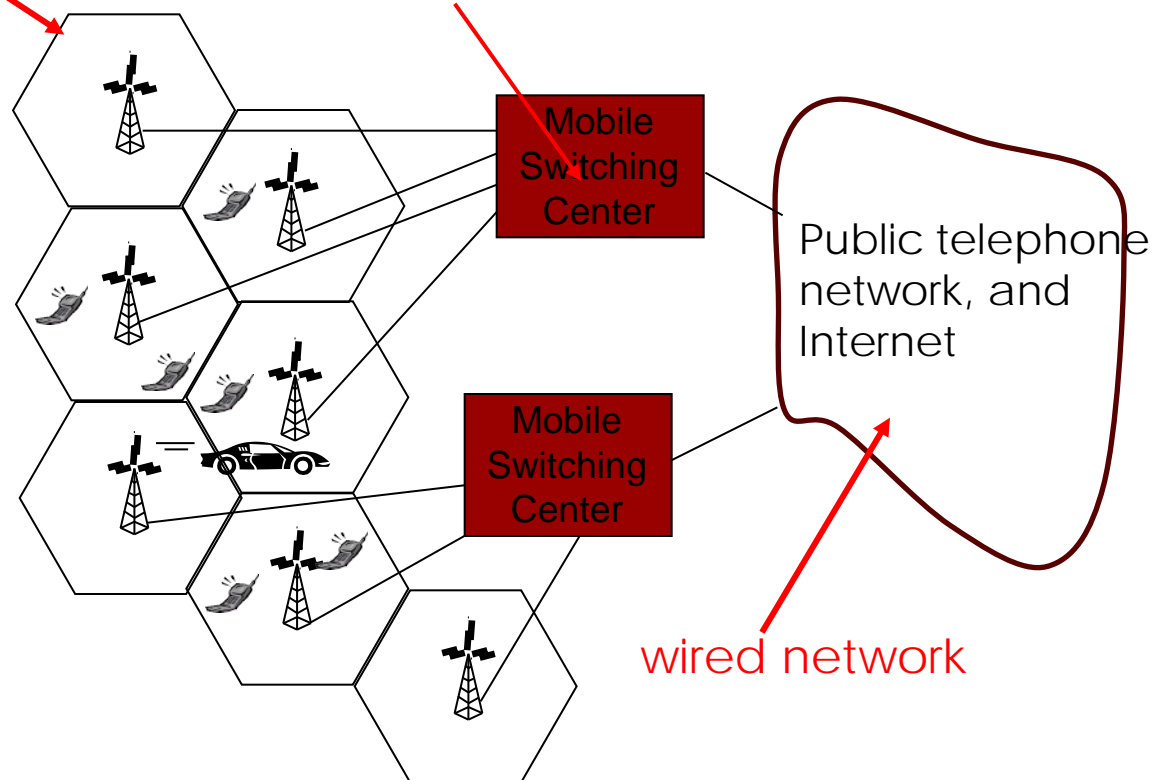 Mobile
Switching
Center
Public telephone
network, and
Internet
Mobile
Switching
Center
wired network